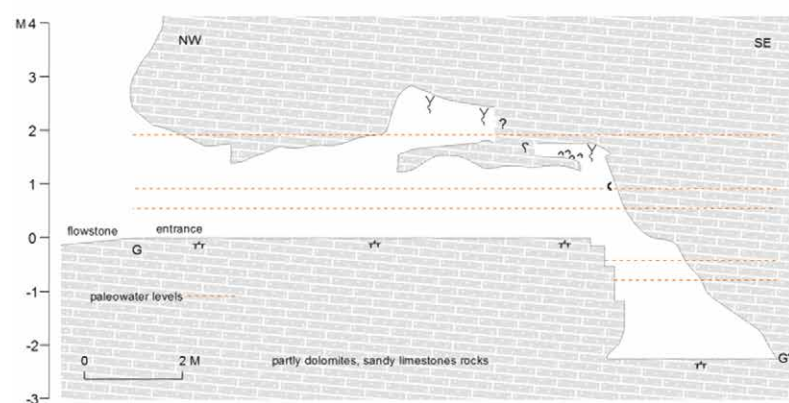 M 4
NW
SE
3
?
2
1
flowstone
entrance
0
G
-1
paleowater levels
0
2 M
partly dolomites, sandy limestones rocks
-2
G'
-3